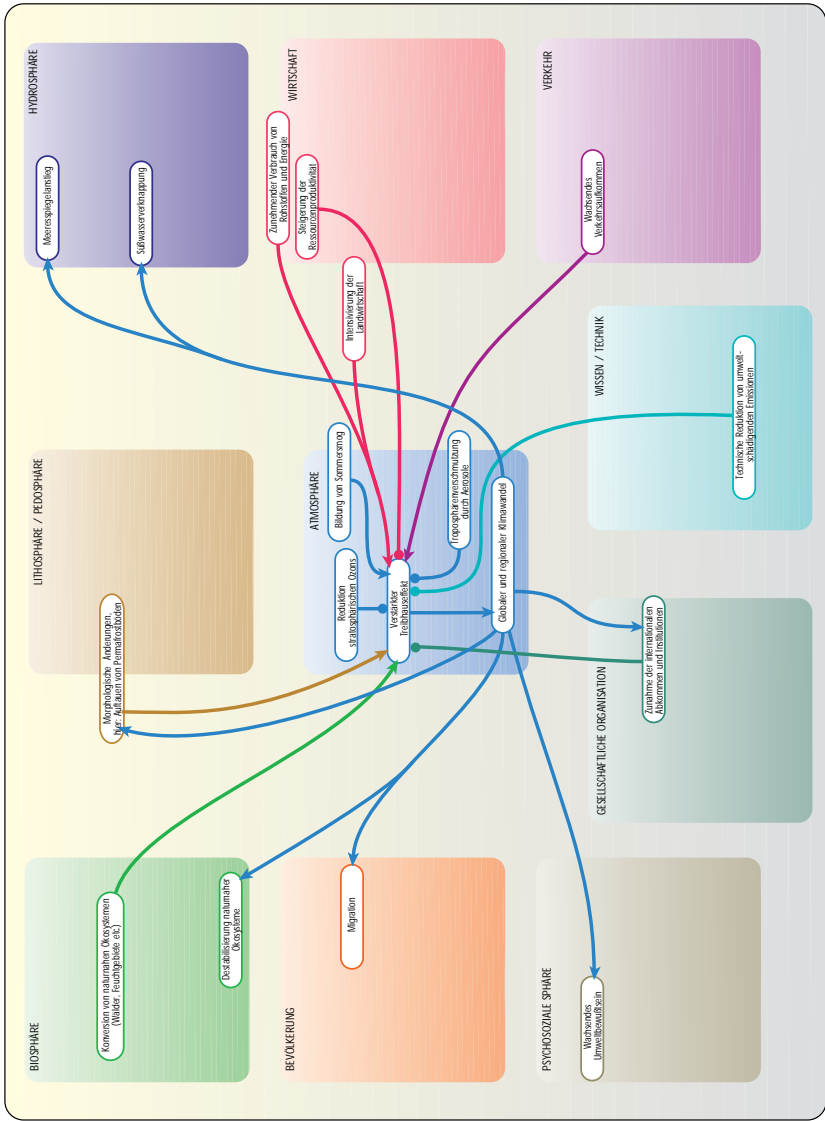 BIOSPHÄRE
Konversion von naturnahen Ökosystemen
(Wälder, Feuchtgebiete etc.)
Destabilisierung naturnaher
Ökosysteme
LITHOSPHÄRE / PEDOSPHÄRE
Morphologische Änderungen,
hier: Auftauen von Permafrostböden
HYDROSPHÄRE
Meeresspiegelanstieg
Süßwasserverknappung
BEVÖLKERUNG
Migration
ATMOSPHÄRE
Reduktion
stratosphärischen Ozons
Bildung von Sommersmog
Verstärkter
Treibhauseffekt
Troposphärenverschmutzung
durch Aerosole
Globaler und regionaler Klimawandel
WIRTSCHAFT
Zunehmender Verbrauch von
Rohstoffen und Energie
Steigerung der
Ressourcenproduktivität
Intensivierung der
Landwirtschaft
PSYCHOSOZIALE SPHÄRE
Wachsendes
Umweltbewußtsein
GESELLSCHAFTLICHE ORGANISATION
Zunahme der internationalen
Abkommen und Institutionen
WISSEN / TECHNIK
Technische Reduktion von umwelt-
schädigenden Emissionen
VERKEHR
Wachsendes
Verkehrsaufkommen